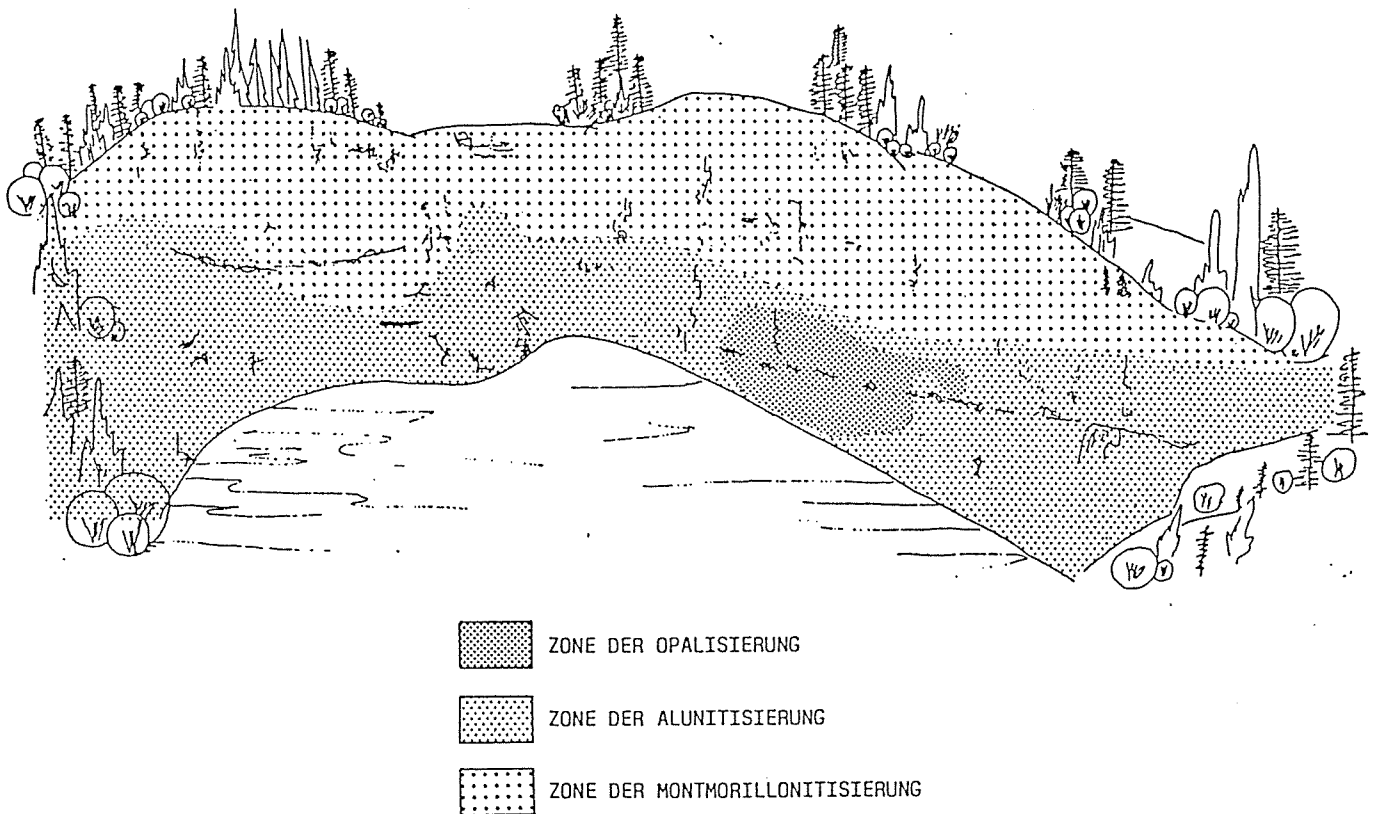 ZONE DER OPALISIERUNG
ZONE DER ALUNITISIERUNG
ZONE DER MONTMORILLONITISIERUNG